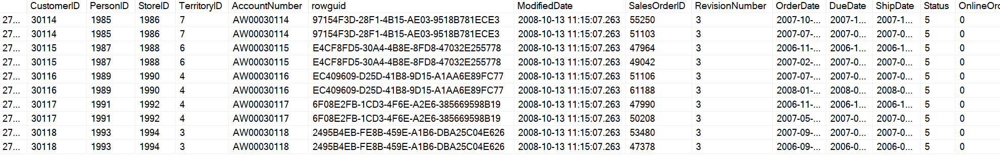 CustomerID PersonID StoreID TerritoryID AccountNumber rowguid ModifiedDate SalesOrderID RevisionNumber OrderDate DueDate ShipDate Status OnlineOrd
27... 30114 1985 1986 7 AW00030114 97154F3D-28F1-4B15-AE03-9518B781ECE3 2008-10-13 11:15:07.263 55250 3 2007-10-... 2007-1... 2007-1... 5 0
27... 30114 1985 1986 7 AW00030114 97154F3D-28F1-4B15-AE03-9518B781ECE3 2008-10-13 11:15:07.263 51103 3 2007-07-... 2007-0... 2007-0... 5 0
27... 30115 1987 1988 6 AW00030115 E4CF8FD5-30A4-4B8E-8FD8-47032E255778 2008-10-13 11:15:07.263 47964 3 2006-11-... 2006-1... 2006-1... 5 0
27... 30115 1987 1988 6 AW00030115 E4CF8FD5-30A4-4B8E-8FD8-47032E255778 2008-10-13 11:15:07.263 49042 3 2007-02-... 2007-0... 2007-0... 5 0
27... 30116 1989 1990 4 AW00030116 EC409609-D25D-41B8-9D15-A1AA6E89FC77 2008-10-13 11:15:07.263 51106 3 2007-07-... 2007-0... 2007-0... 5 0
27... 30116 1989 1990 4 AW00030116 EC409609-D25D-41B8-9D15-A1AA6E89FC77 2008-10-13 11:15:07.263 61188 3 2008-01-... 2008-0... 2008-0... 5 0
27... 30117 1991 1992 4 AW00030117 6F08E2FB-1CD3-4F6E-A2E6-385669598B19 2008-10-13 11:15:07.263 47990 3 2006-11-... 2006-1... 2006-1... 5 0
27... 30117 1991 1992 4 AW00030117 6F08E2FB-1CD3-4F6E-A2E6-385669598B19 2008-10-13 11:15:07.263 50208 3 2007-05-... 2007-0... 2007-0... 5 0
27... 30118 1993 1994 3 AW00030118 2495B4EB-FE8B-459E-A1B6-DBA25C04E626 2008-10-13 11:15:07.263 53480 3 2007-09-... 2007-0... 2007-0... 5 0
27... 30118 1993 1994 3 AW00030118 2495B4EB-FE8B-459E-A1B6-DBA25C04E626 2008-10-13 11:15:07.263 47378 3 2006-09-... 2006-0... 2006-0... 5 0